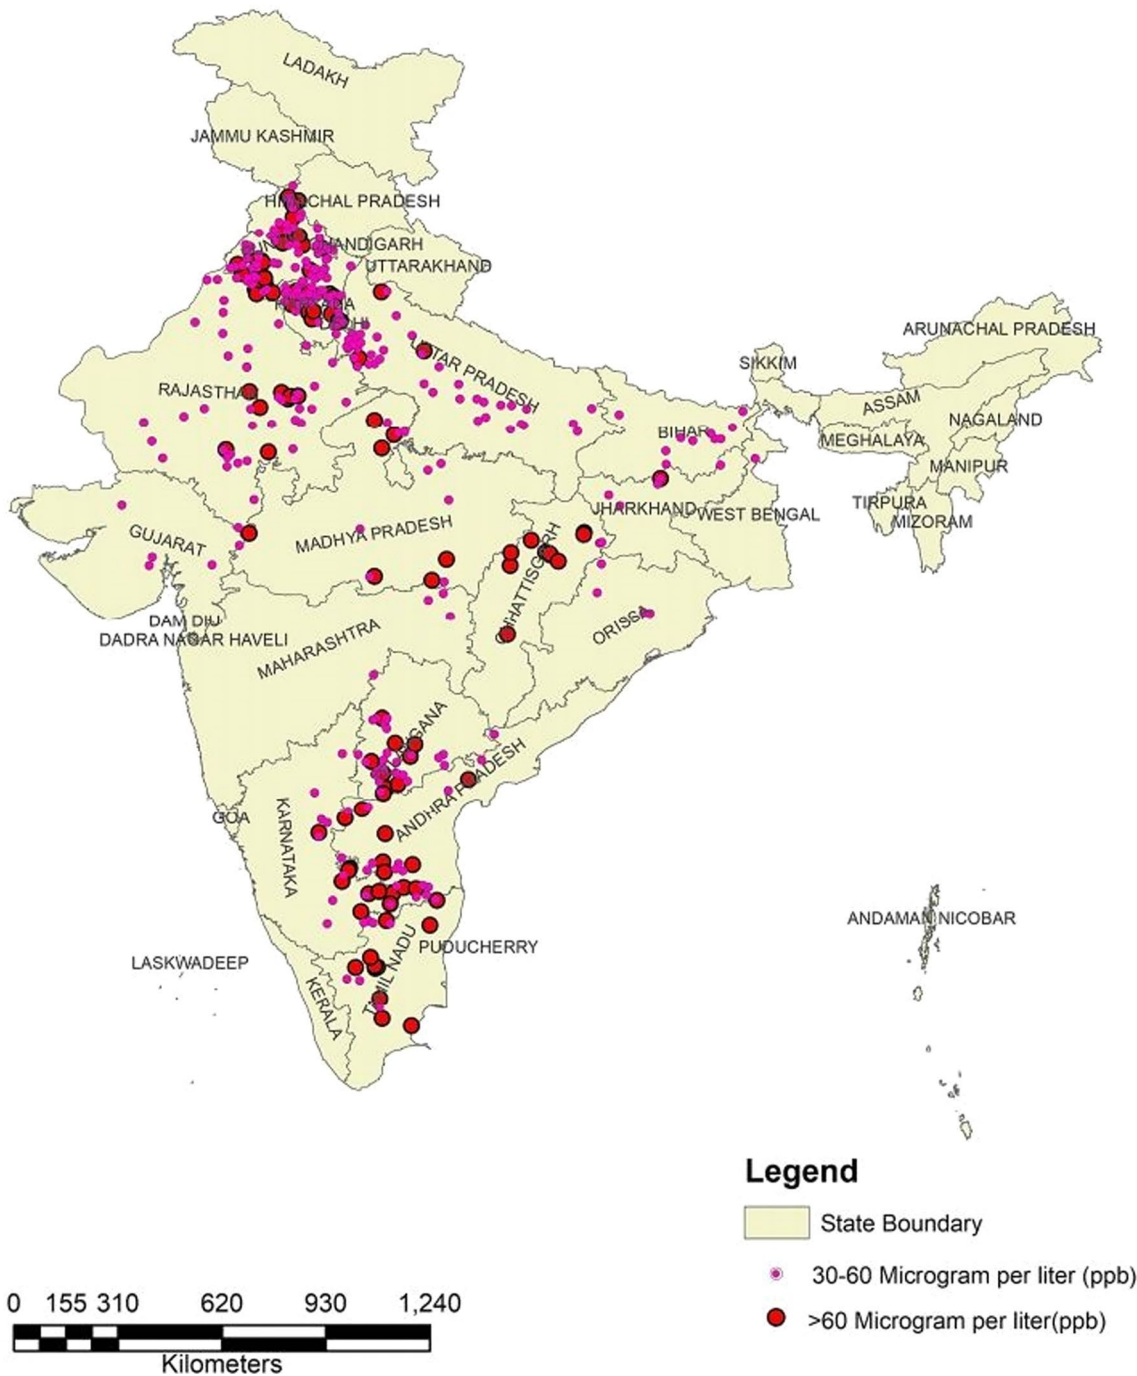 LADAKH
JAMMU KASHMIR
HIMACHAL PRADESH
CHANDIGARH
UTTARAKHAND
DELHI
UTTAR PRADESH
ARUNACHAL PRADESH
SIKKIM
RAJASTHAN
ASSAM
NAGALAND
BIHAR
MEGHALAYA
MANIPUR
TIRPURA
JHARKHAND
WEST BENGAL
MIZORAM
GUJARAT
MADHYA PRADESH
CHHATTISGARH
DAM DIU
DADRA NAGAR HAVELI
MAHARASHTRA
ORISSA
TELANGANA
ANDHRA PRADESH
GOA
KARNATAKA
ANDAMAN NICOBAR
PUDUCHERRY
LASKWADEEP
TAMIL NADU
KERALA
Legend
State Boundary
30-60 Microgram per liter (ppb)
>60 Microgram per liter(ppb)
0 155 310 620 930 1,240
Kilometers